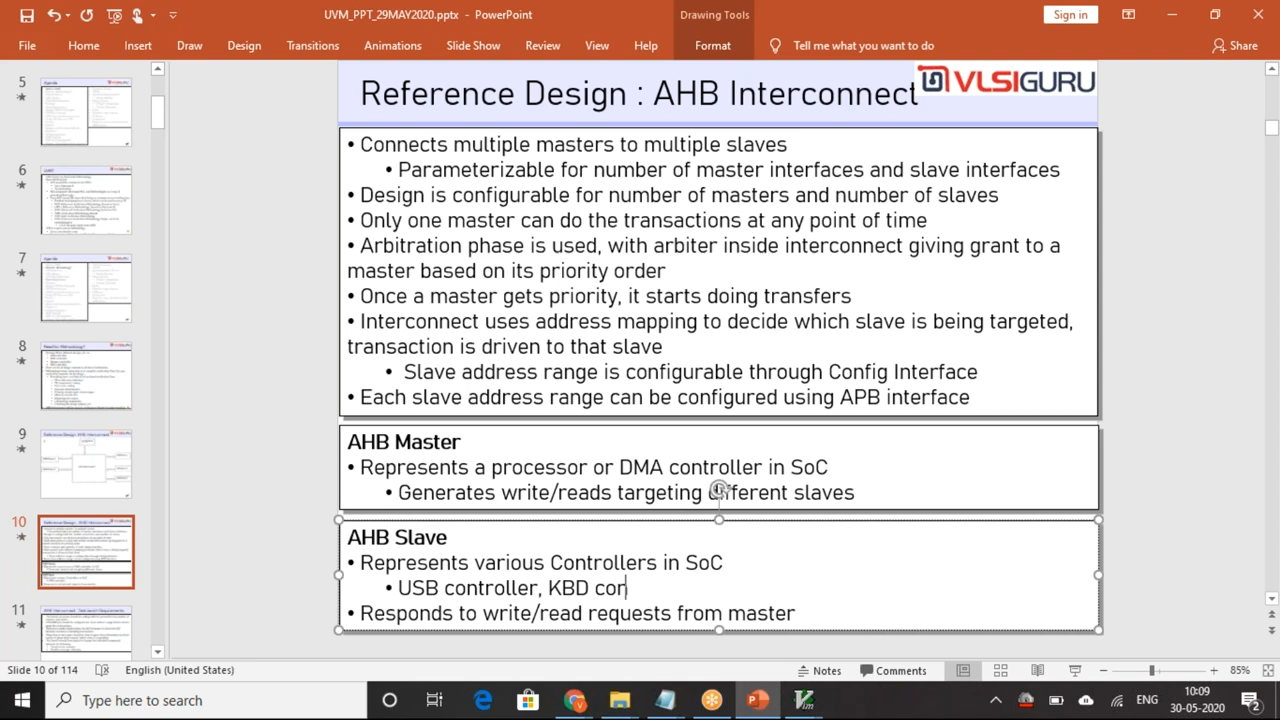 UVM_PPT_29MAY2020.pptx - PowerPoint
Drawing Tools
Sign in
File Home Insert Draw Design Transitions Animations Slide Show Review View Help Format Tell me what you want to do Share
5
6
7
8
9
10
11
Reference Design : AHB Interconnect
VLSIGURU
• Connects multiple masters to multiple slaves
• Parameterizable for number of master interfaces and slave interfaces
• Design is configurable for number of masters and number of slaves
• Only one master can do the transactions at any point of time
• Arbitration phase is used, with arbiter inside interconnect giving grant to a
master based on its priority order
• Once a master gets priority, it starts doing transfers
• Interconnect uses address mapping to decide which slave is being targeted,
transaction is driven to that slave
• Slave address range is configurable through Config Interface
• Each slave address range can be configured using APB interface
AHB Master
• Represents a processor or DMA controller in SoC
• Generates write/reads targeting different slaves
AHB Slave
• Represents various Controllers in SoC
• USB controller, KBD con
• Responds to write/read requests from master
Slide 10 of 114 English (United States) Notes Comments 85%
Type here to search
ENG
10:09
30-05-2020
2